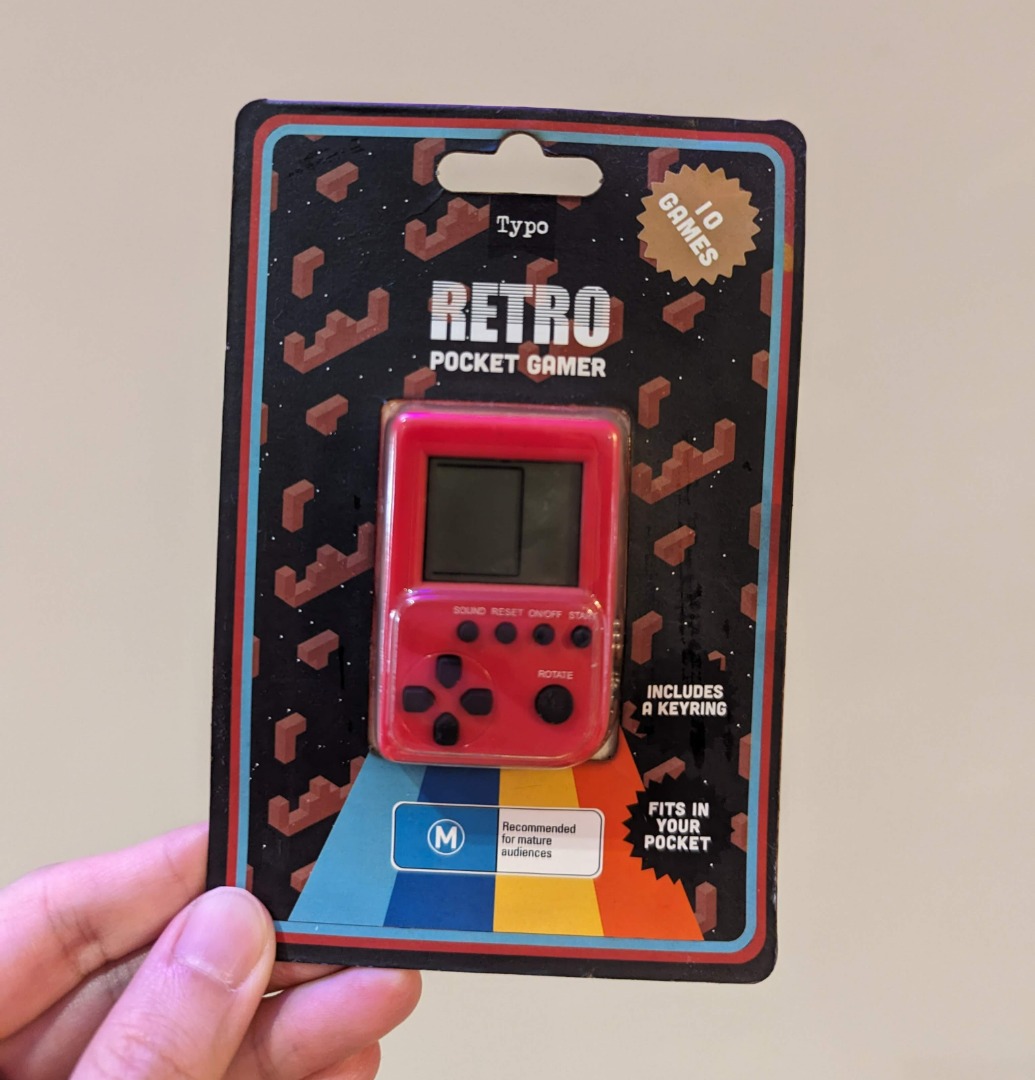 Typo
10
GAMES
RETRO
POCKET GAMER
SOUND RESET ON/OFF START
ROTATE
INCLUDES
A KEYRING
FITS IN
YOUR
POCKET
M
Recommended
for mature
audiences